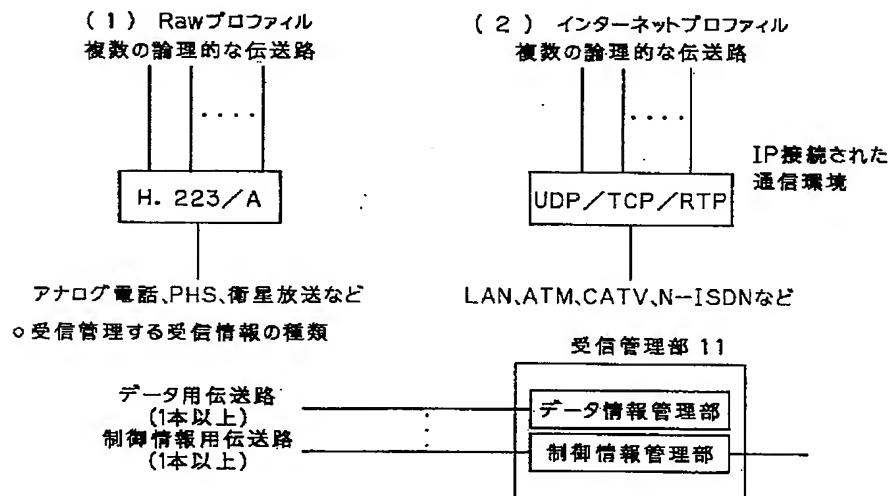 (1) Rawプロファイル
複数の論理的な伝送路
H. 223/A
アナログ電話、PHS、衛星放送など
(2) インターネットプロファイル
複数の論理的な伝送路
UDP/TCP/RTP
IP接続された
通信環境
LAN、ATM、CATV、N-ISDNなど
○受信管理する受信情報の種類
受信管理部 11
データ用伝送路
(1本以上)
制御情報用伝送路
(1本以上)
データ情報管理部
制御情報管理部